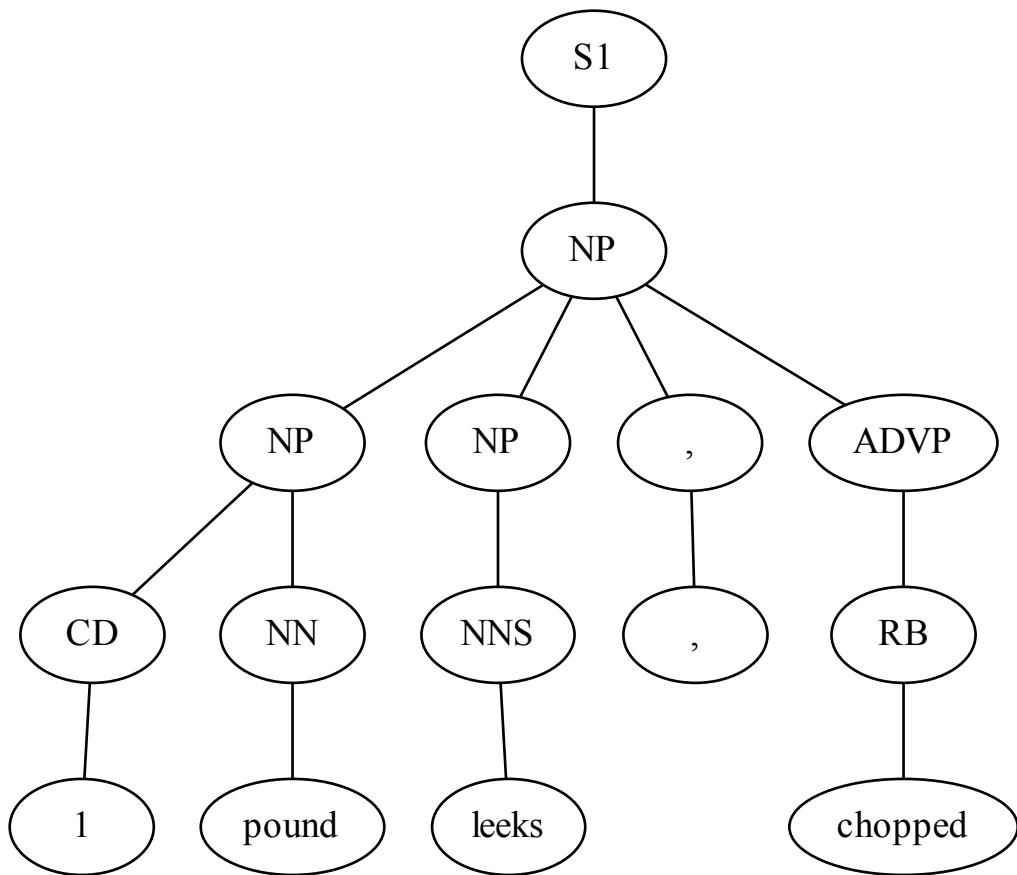 S1
NP
NP NP , ADVP
CD NN NNS , RB
1 pound leeks chopped